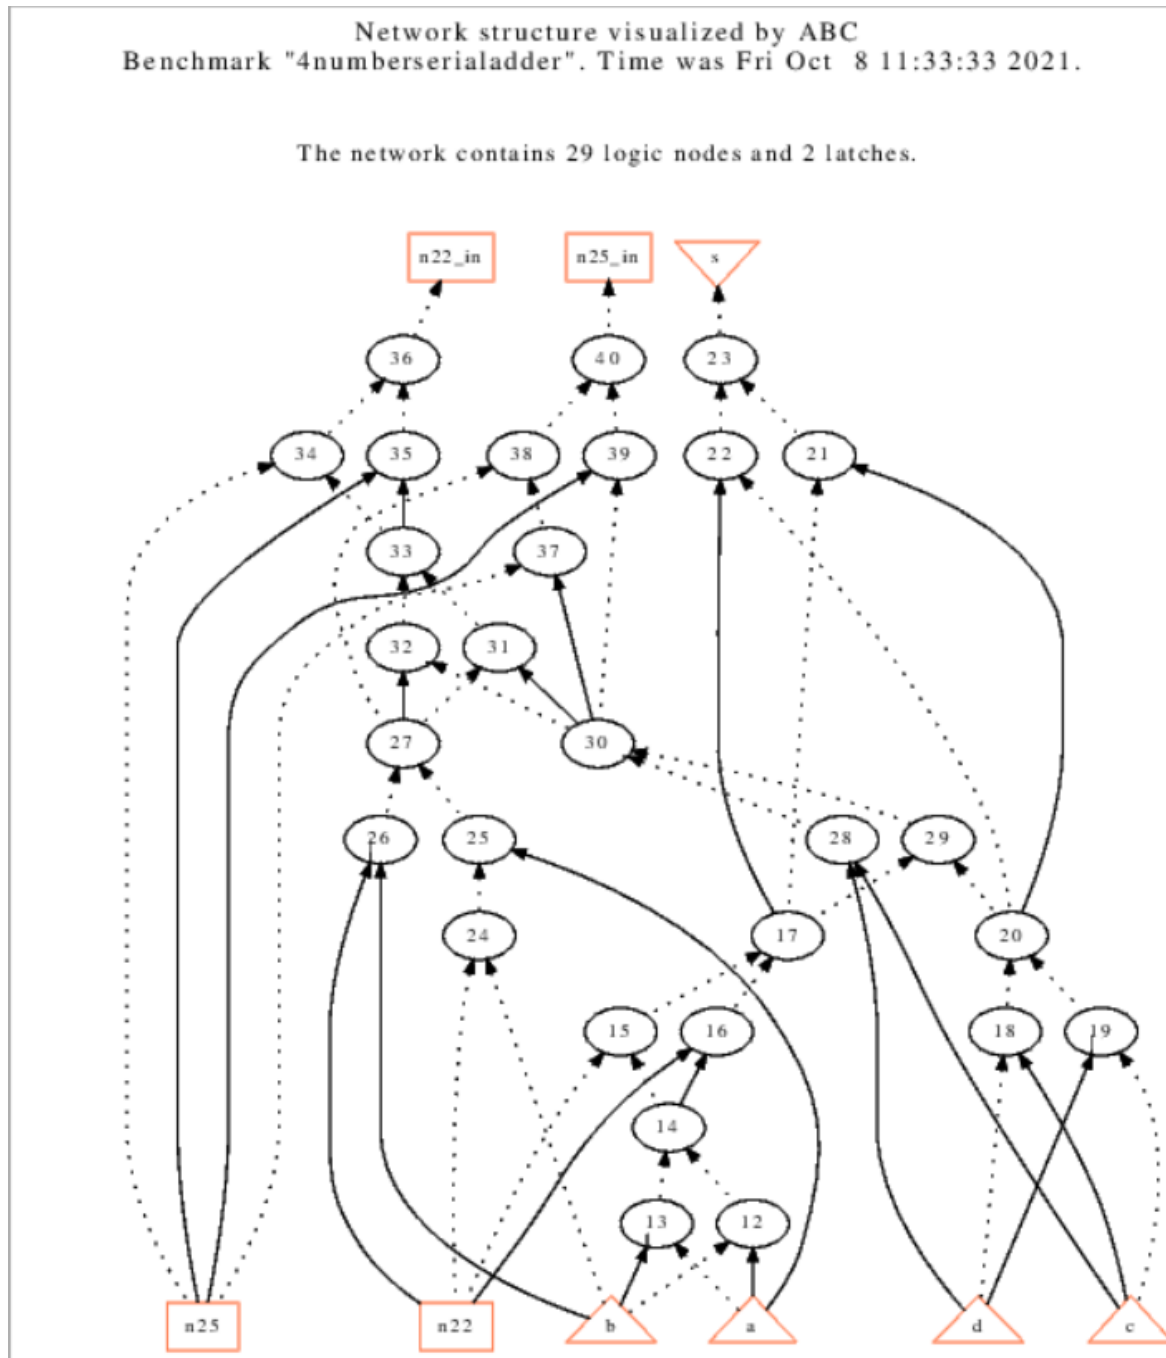 Network structure visualized by ABC
Benchmark "4numberserialadder". Time was Fri Oct  8 11:33:33 2021.
The network contains 29 logic nodes and 2 latches.
n22_in n25_in s
36 40 23
34 35 38 39 22 21
33 37
32 31
27 30
26 25 28 29
24 17 20
15 16 18 19
14
13 12
n25 n22 b a d c